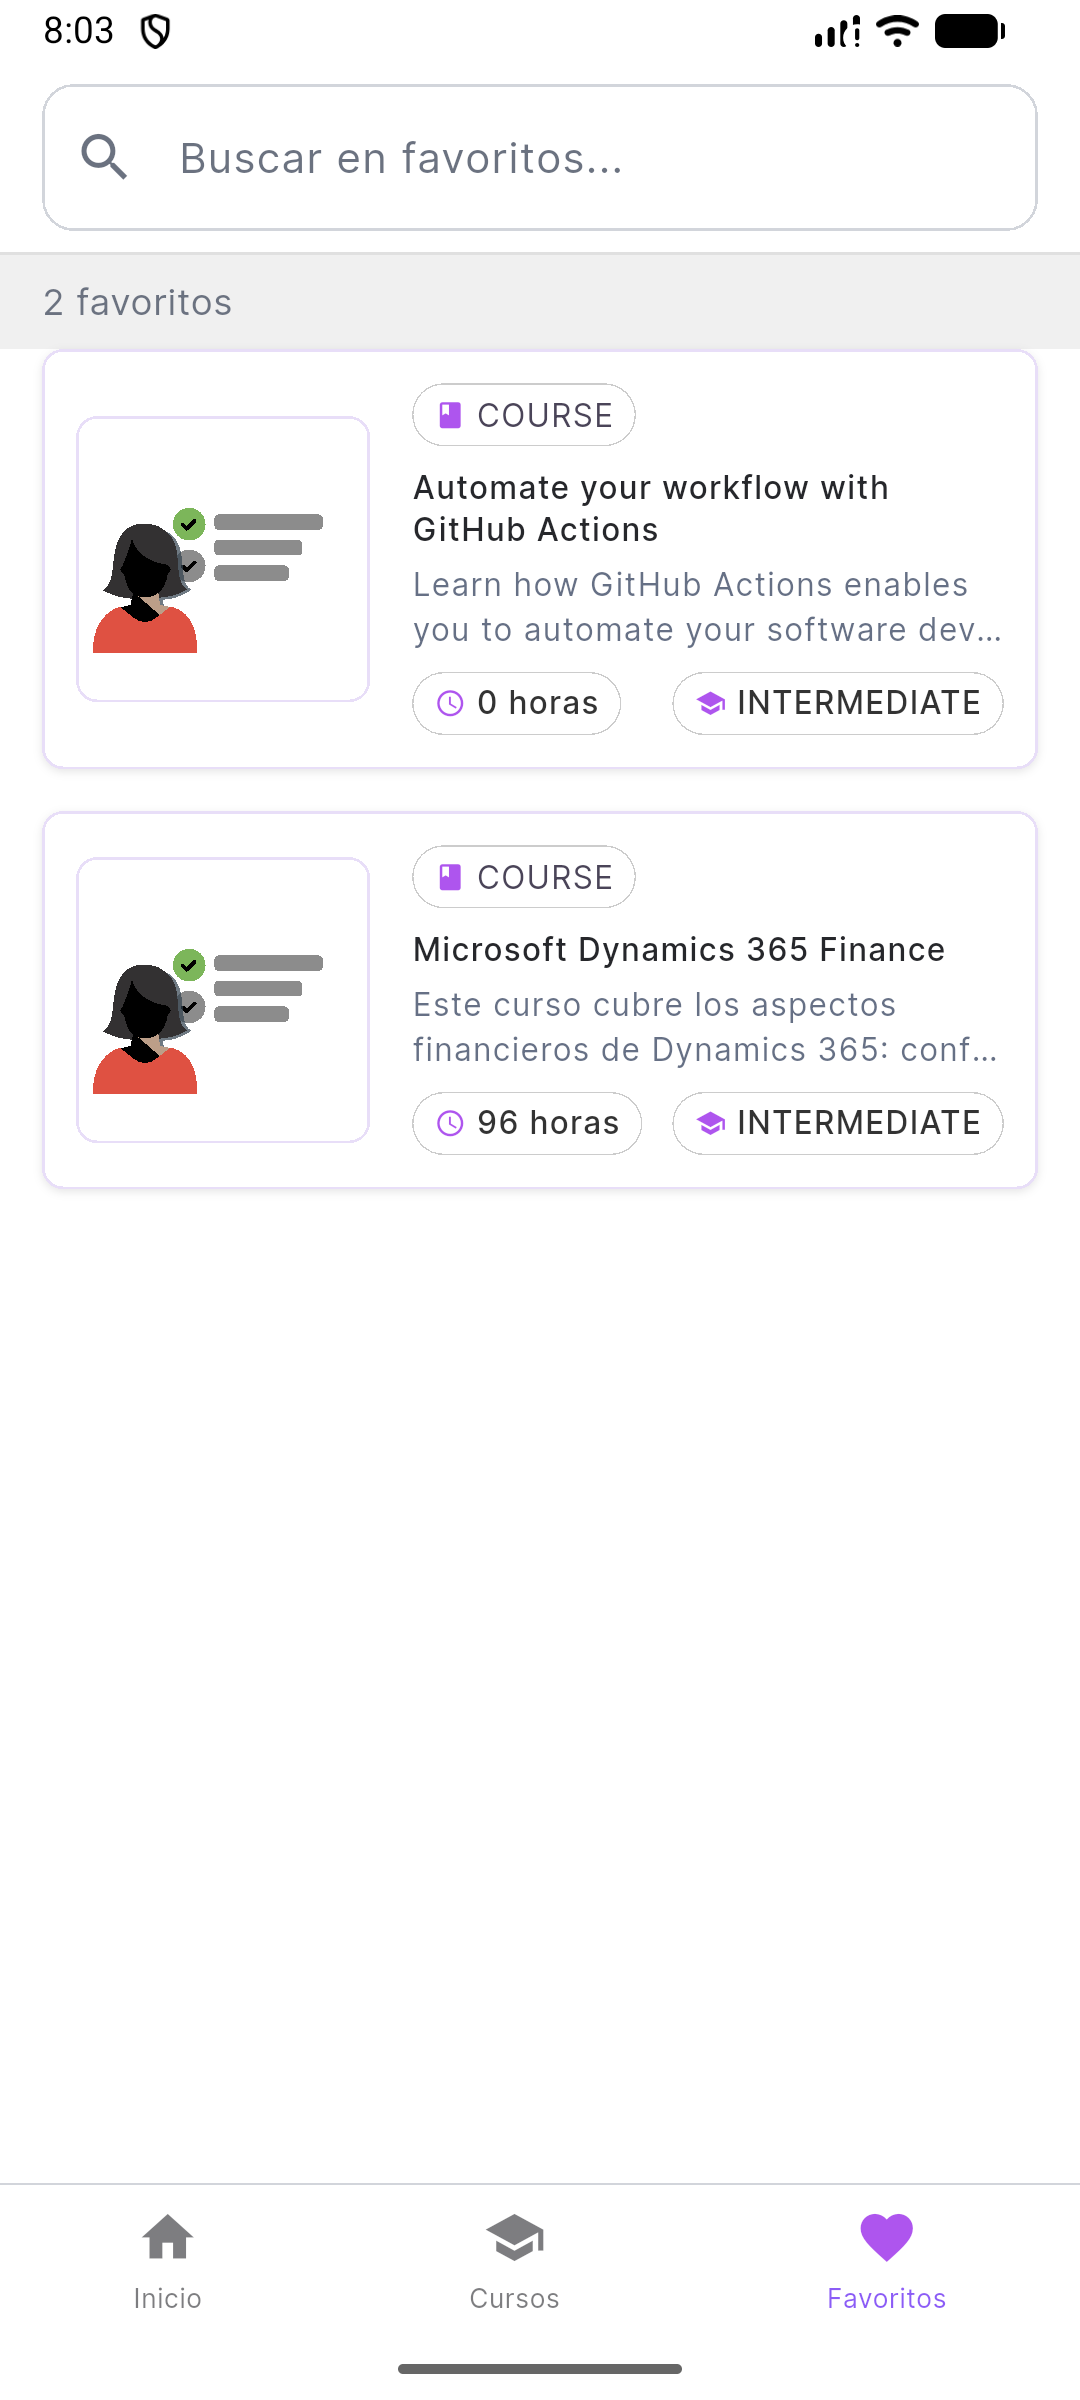 8:03
Buscar en favoritos...
2 favoritos
COURSE
Automate your workflow with
GitHub Actions
Learn how GitHub Actions enables
you to automate your software dev...
0 horas
INTERMEDIATE
COURSE
Microsoft Dynamics 365 Finance
Este curso cubre los aspectos
financieros de Dynamics 365: conf...
96 horas
INTERMEDIATE
Inicio
Cursos
Favoritos